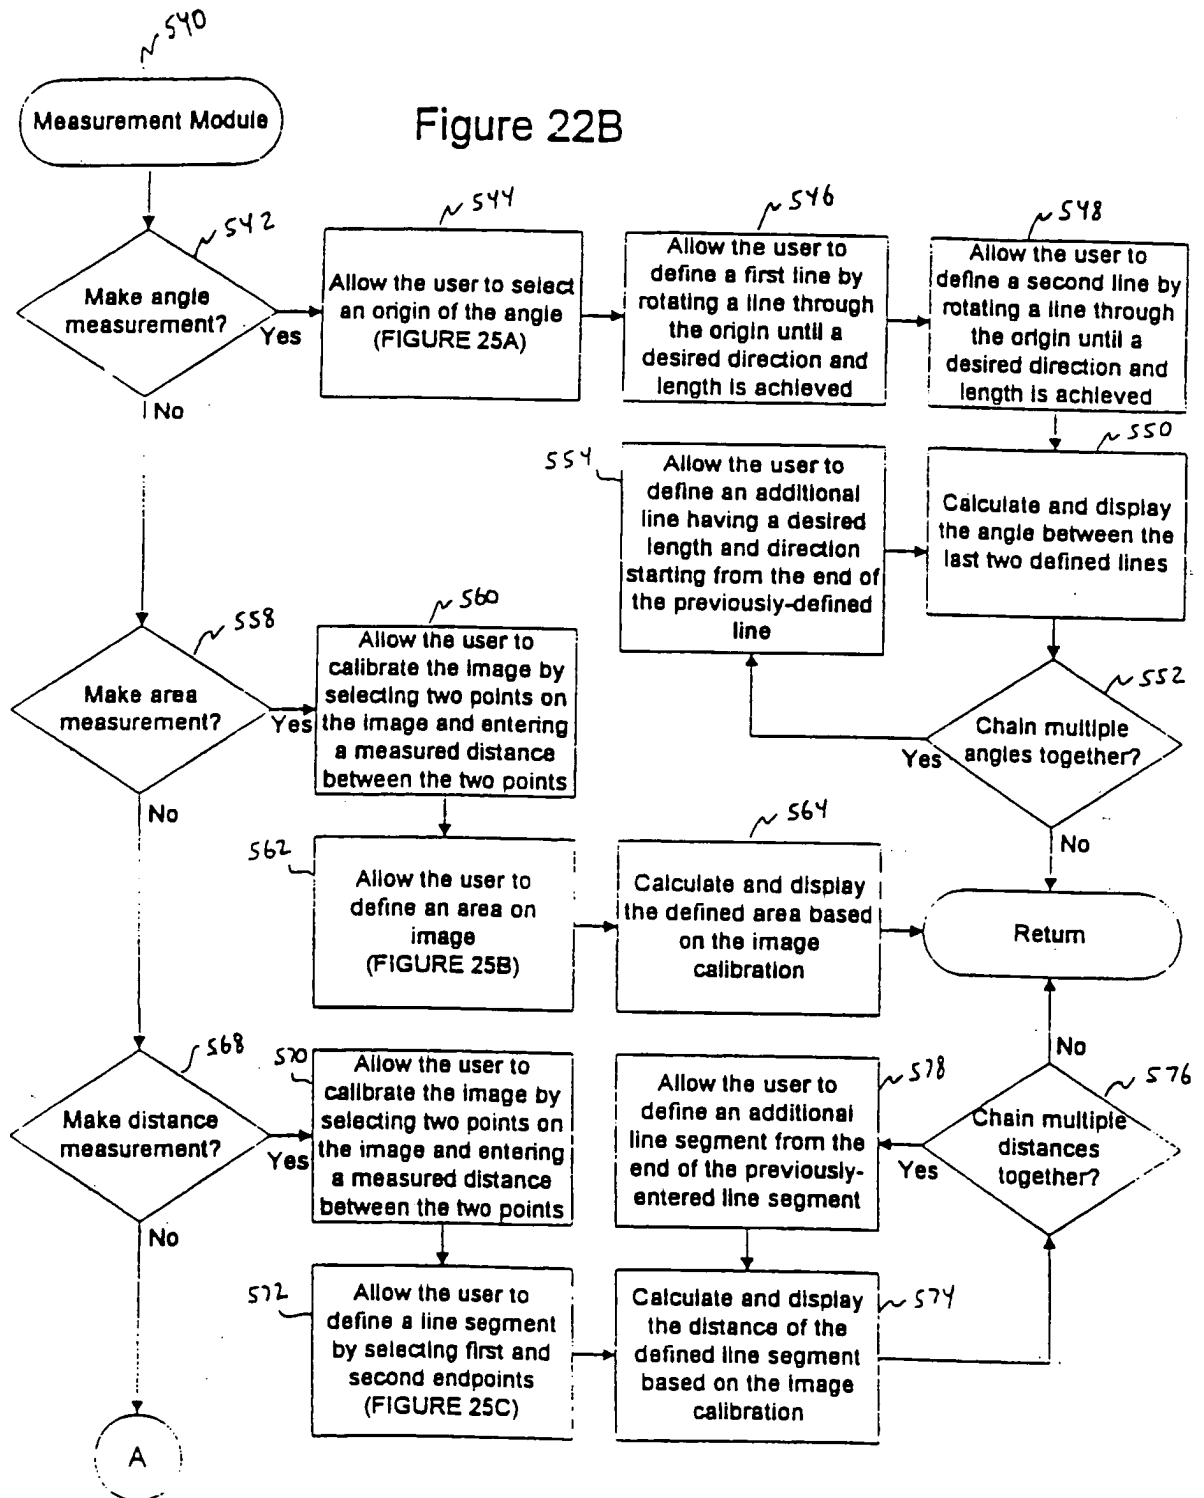 540
Measurement Module
Figure 22B
542
Make angle
measurement?
Yes
No
544
Allow the user to select
an origin of the angle
(FIGURE 25A)
546
Allow the user to
define a first line by
rotating a line through
the origin until a
desired direction and
length is achieved
548
Allow the user to
define a second line by
rotating a line through
the origin until a
desired direction and
length is achieved
554
Allow the user to
define an additional
line having a desired
length and direction
starting from the end of
the previously-defined
line
550
Calculate and display
the angle between the
last two defined lines
552
Chain multiple
angles together?
Yes
No
558
Make area
measurement?
Yes
No
560
Allow the user to
calibrate the image by
selecting two points on
the image and entering
a measured distance
between the two points
562
Allow the user to
define an area on
image
(FIGURE 25B)
564
Calculate and display
the defined area based
on the image
calibration
Return
568
Make distance
measurement?
Yes
No
570
Allow the user to
calibrate the image by
selecting two points on
the image and entering
a measured distance
between the two points
578
Allow the user to
define an additional
line segment from the
end of the previously-
entered line segment
No
576
Chain multiple
distances
together?
Yes
572
Allow the user to
define a line segment
by selecting first and
second endpoints
(FIGURE 25C)
574
Calculate and display
the distance of the
defined line segment
based on the image
calibration
A